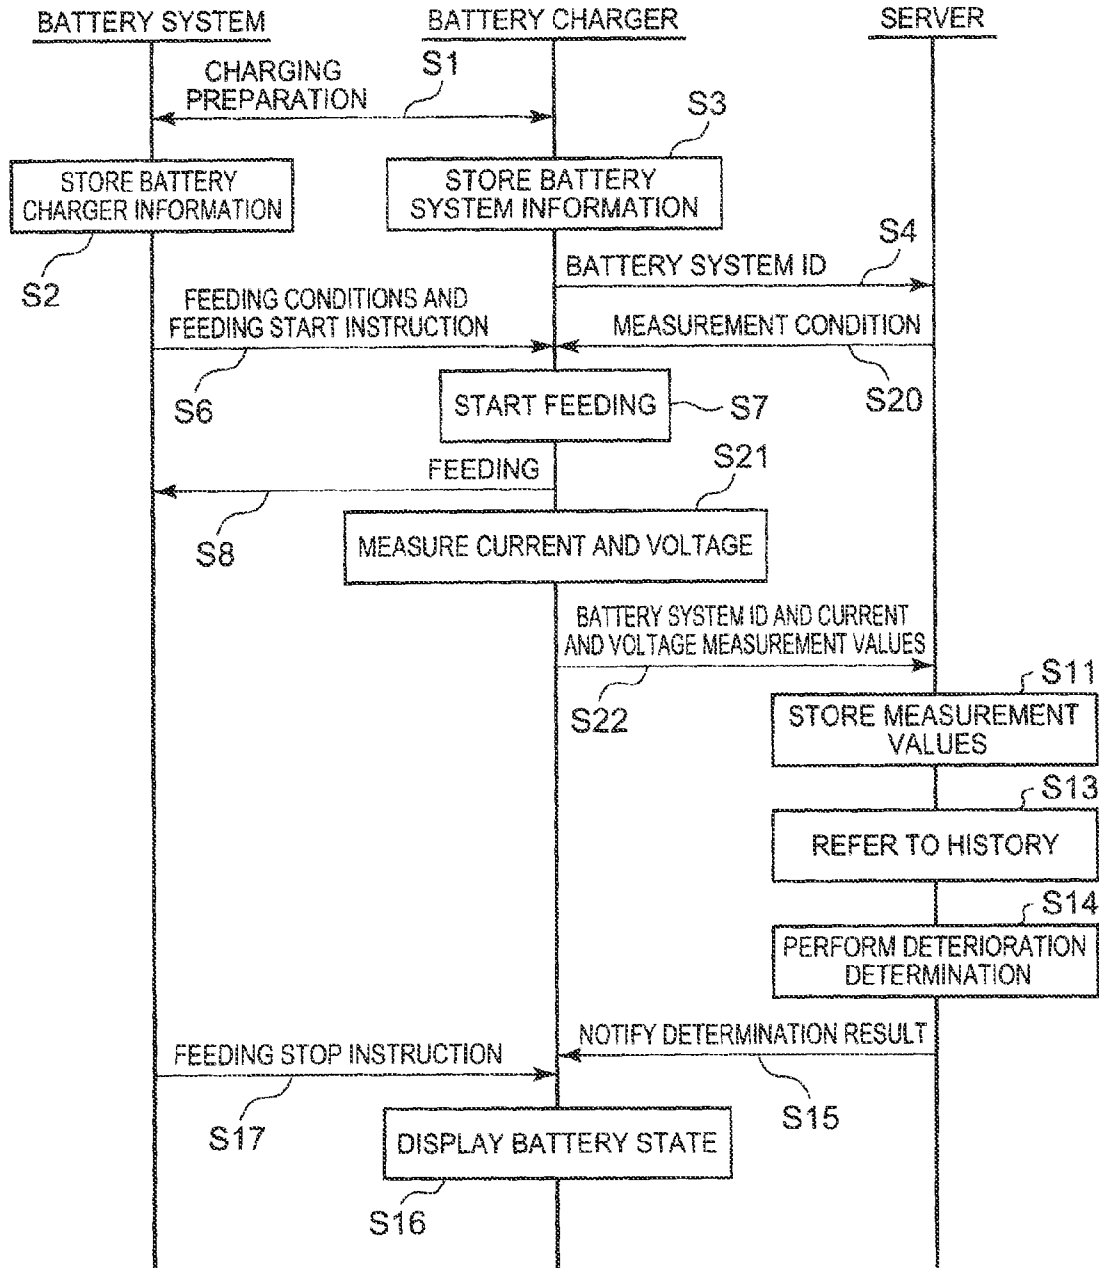 BATTERY SYSTEM
BATTERY CHARGER
SERVER
CHARGING
PREPARATION
S1
S3
STORE BATTERY
CHARGER INFORMATION
STORE BATTERY
SYSTEM INFORMATION
S2
S4
BATTERY SYSTEM ID
FEEDING CONDITIONS AND
FEEDING START INSTRUCTION
MEASUREMENT CONDITION
S6
START FEEDING
S7
S20
FEEDING
S21
S8
MEASURE CURRENT AND VOLTAGE
BATTERY SYSTEM ID AND CURRENT
AND VOLTAGE MEASUREMENT VALUES
S22
S11
STORE MEASUREMENT
VALUES
S13
REFER TO HISTORY
S14
PERFORM DETERIORATION
DETERMINATION
NOTIFY DETERMINATION RESULT
FEEDING STOP INSTRUCTION
S17
S15
DISPLAY BATTERY STATE
S16